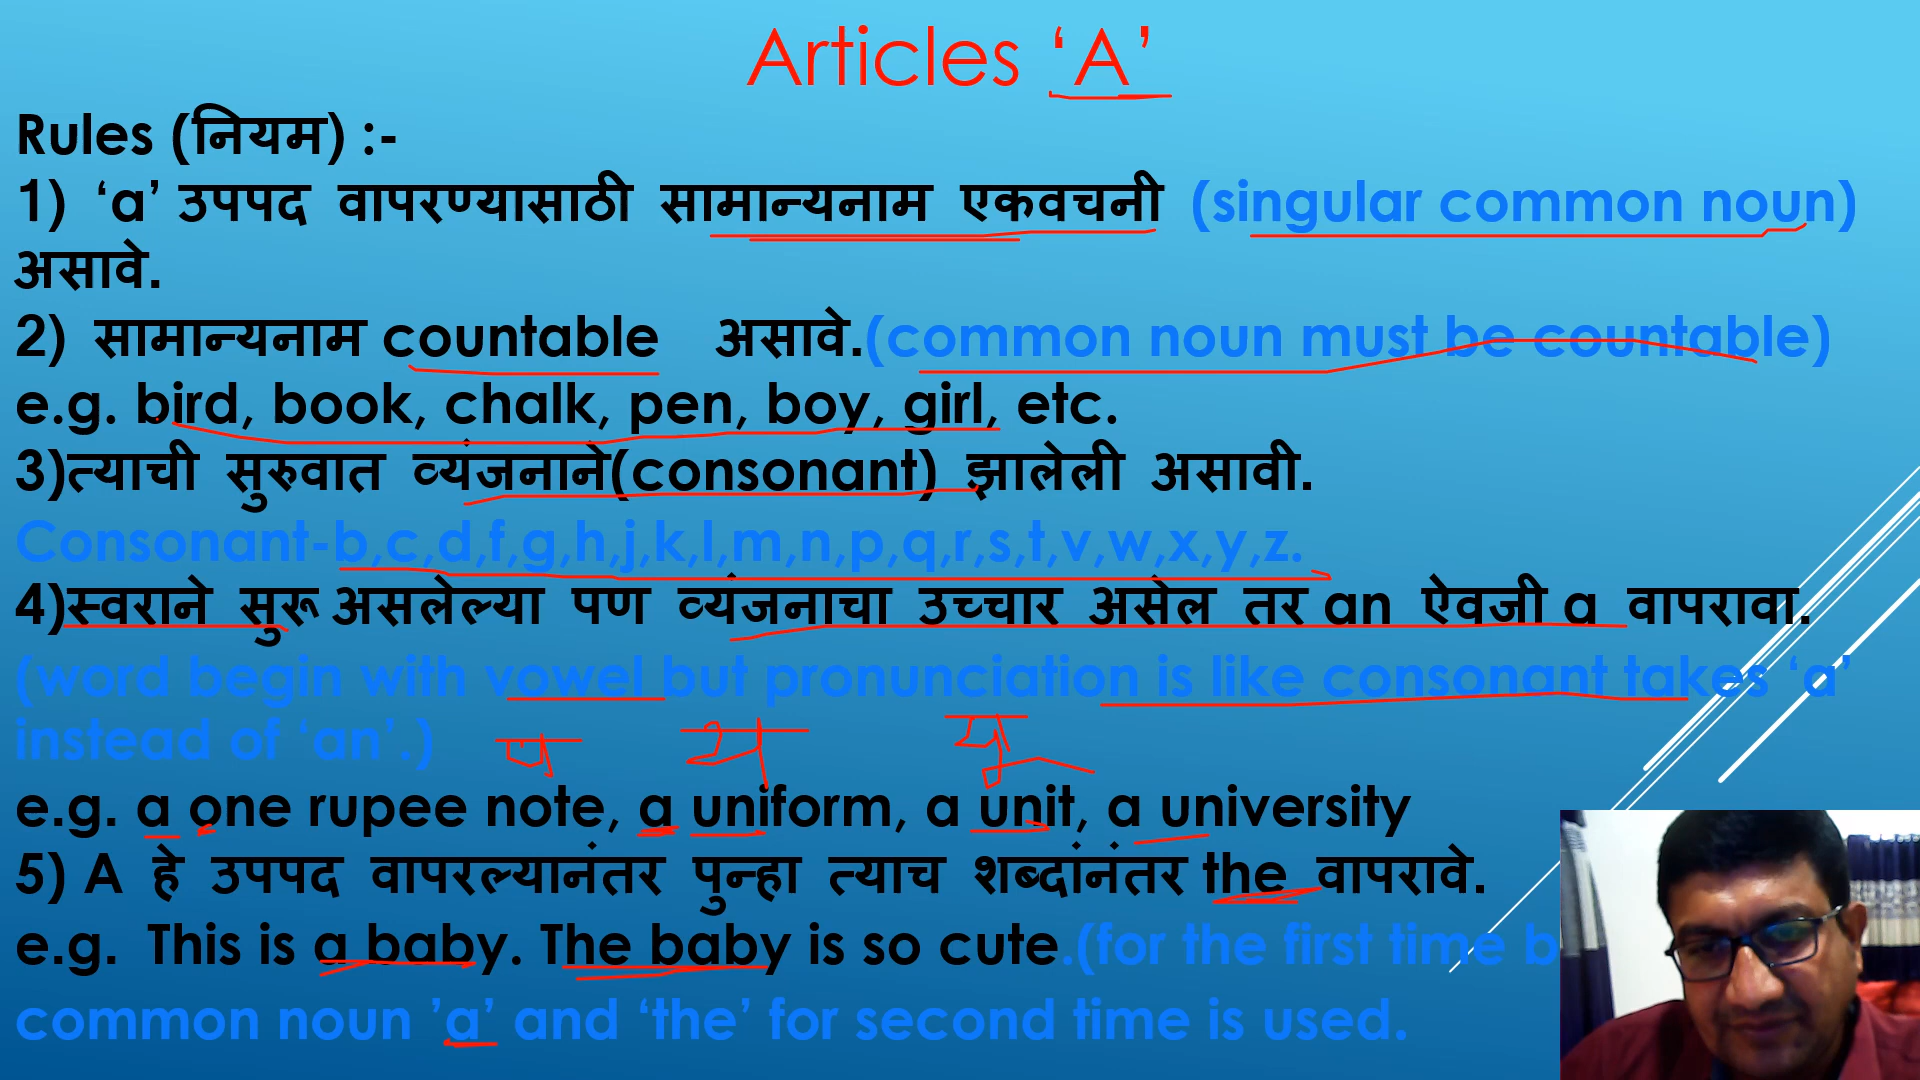 Articles ‘A’
Rules (नियम) :-
1) ‘a’ उपपद वापरण्यासाठी सामान्यनाम एकवचनी (singular common noun)
असावे.
2) सामान्यनाम countable असावे.(common noun must be countable)
e.g. bird, book, chalk, pen, boy, girl, etc.
3)त्याची सुरुवात व्यंजनाने(consonant) झालेली असावी.
Consonant-b,c,d,f,g,h,j,k,l,m,n,p,q,r,s,t,v,w,x,y,z.
4)स्वराने सुरू असलेल्या पण व्यंजनाचा उच्चार असेल तर an ऐवजी a वापरावा.
(word begin with vowel but pronunciation is like consonant takes ‘a’
instead of ‘an’.)
e.g. a one rupee note, a uniform, a unit, a university
5) A हे उपपद वापरल्यानंतर पुन्हा त्याच शब्दांनंतर the वापरावे.
e.g. This is a baby. The baby is so cute.(for the first time
common noun ’a’ and ‘the’ for second time is used.